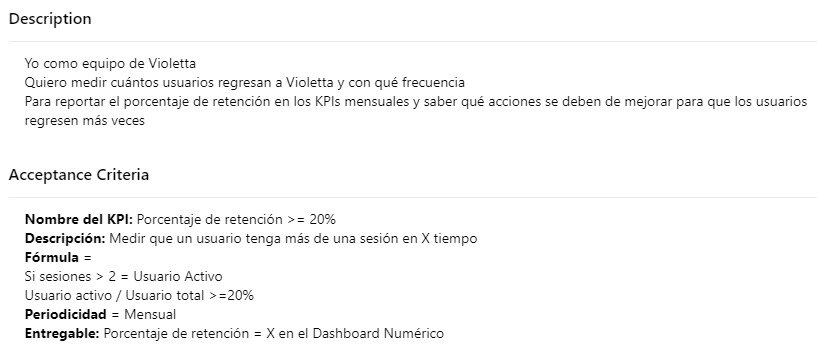 Description
Yo como equipo de Violetta
Quiero medir cuántos usuarios regresan a Violetta y con qué frecuencia
Para reportar el porcentaje de retención en los KPIs mensuales y saber qué acciones se deben de mejorar para que los usuarios
regresen más veces
Acceptance Criteria
Nombre del KPI: Porcentaje de retención >= 20%
Descripción: Medir que un usuario tenga más de una sesión en X tiempo
Fórmula =
Si sesiones > 2 = Usuario Activo
Usuario activo / Usuario total >=20%
Periodicidad = Mensual
Entregable: Porcentaje de retención = X en el Dashboard Numérico